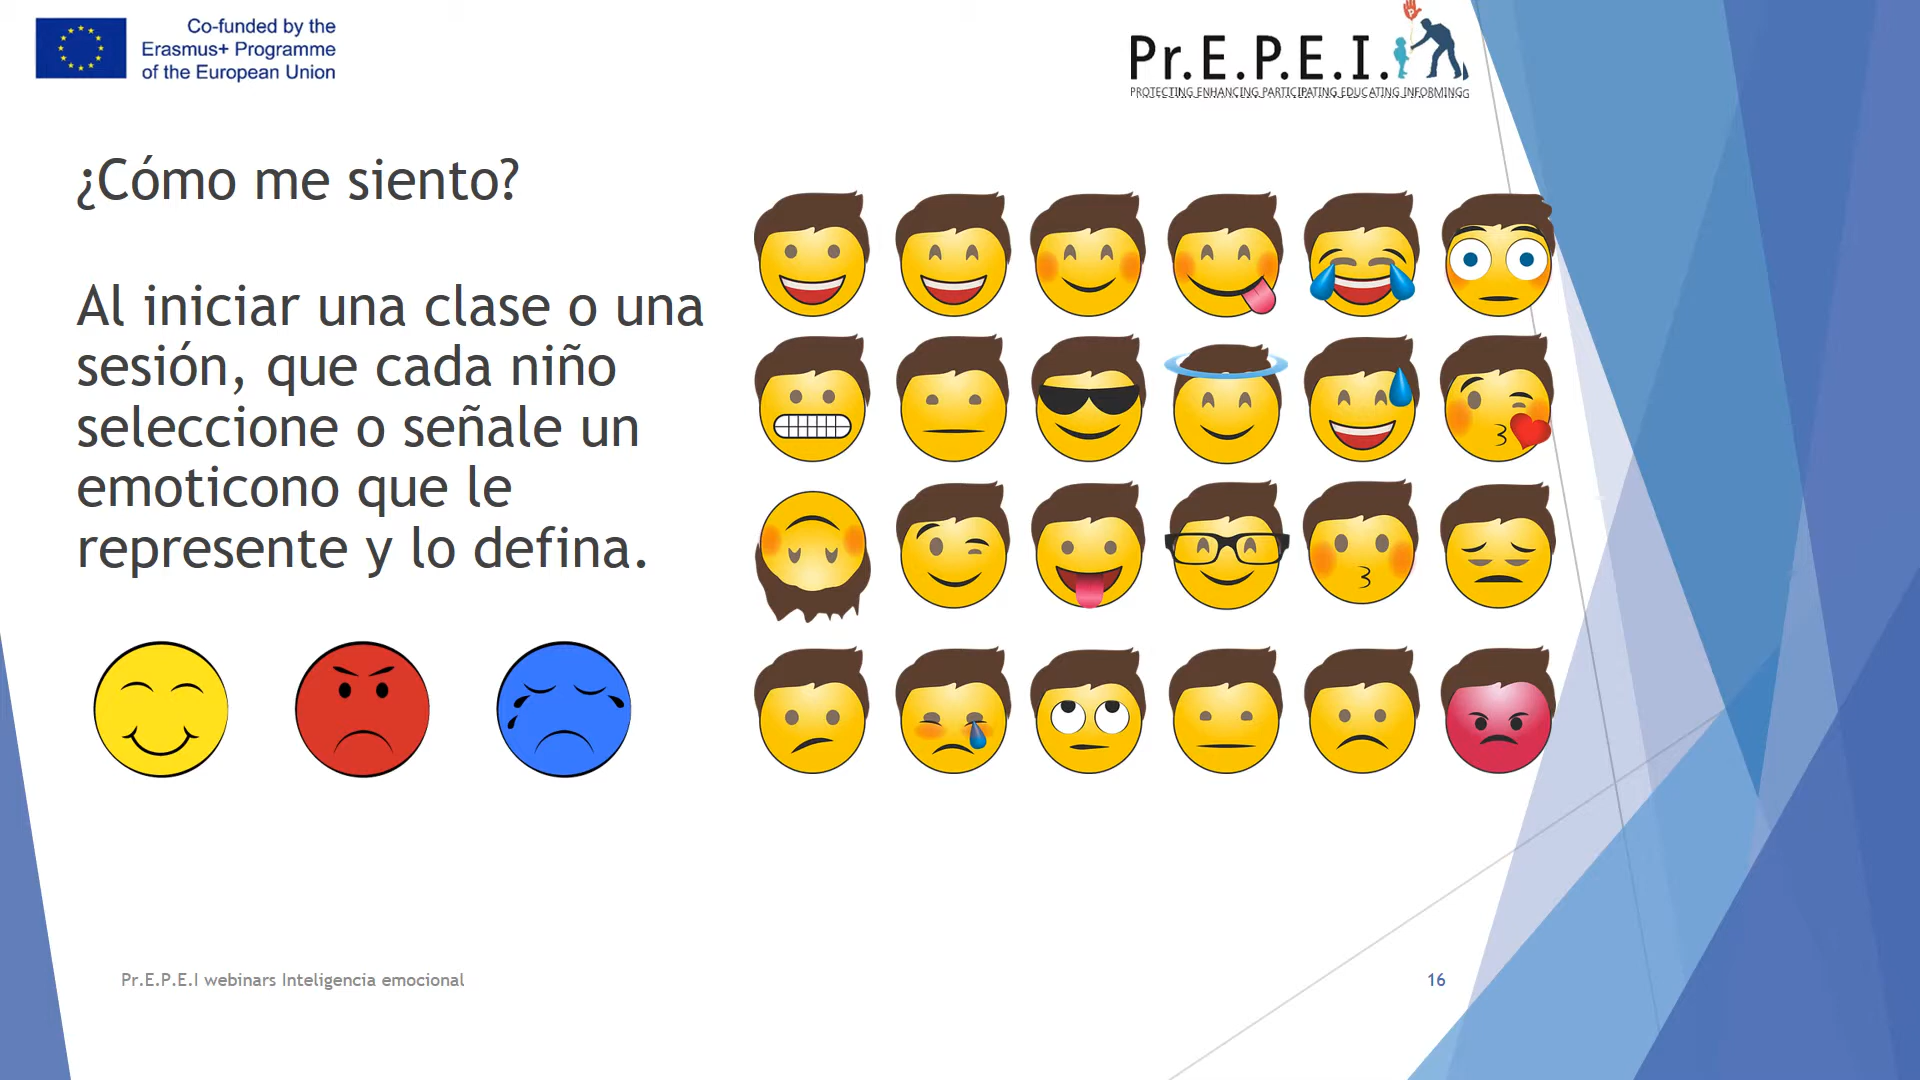 Co-funded by the
Erasmus+ Programme
of the European Union
Pr.E.P.E.I.
PROTECTING ENHANCING PARTICIPATING EDUCATING INFORMINGG
¿Cómo me siento?
Al iniciar una clase o una
sesión, que cada niño
seleccione o señale un
emoticono que le
represente y lo defina.
Pr.E.P.E.I webinars Inteligencia emocional
16